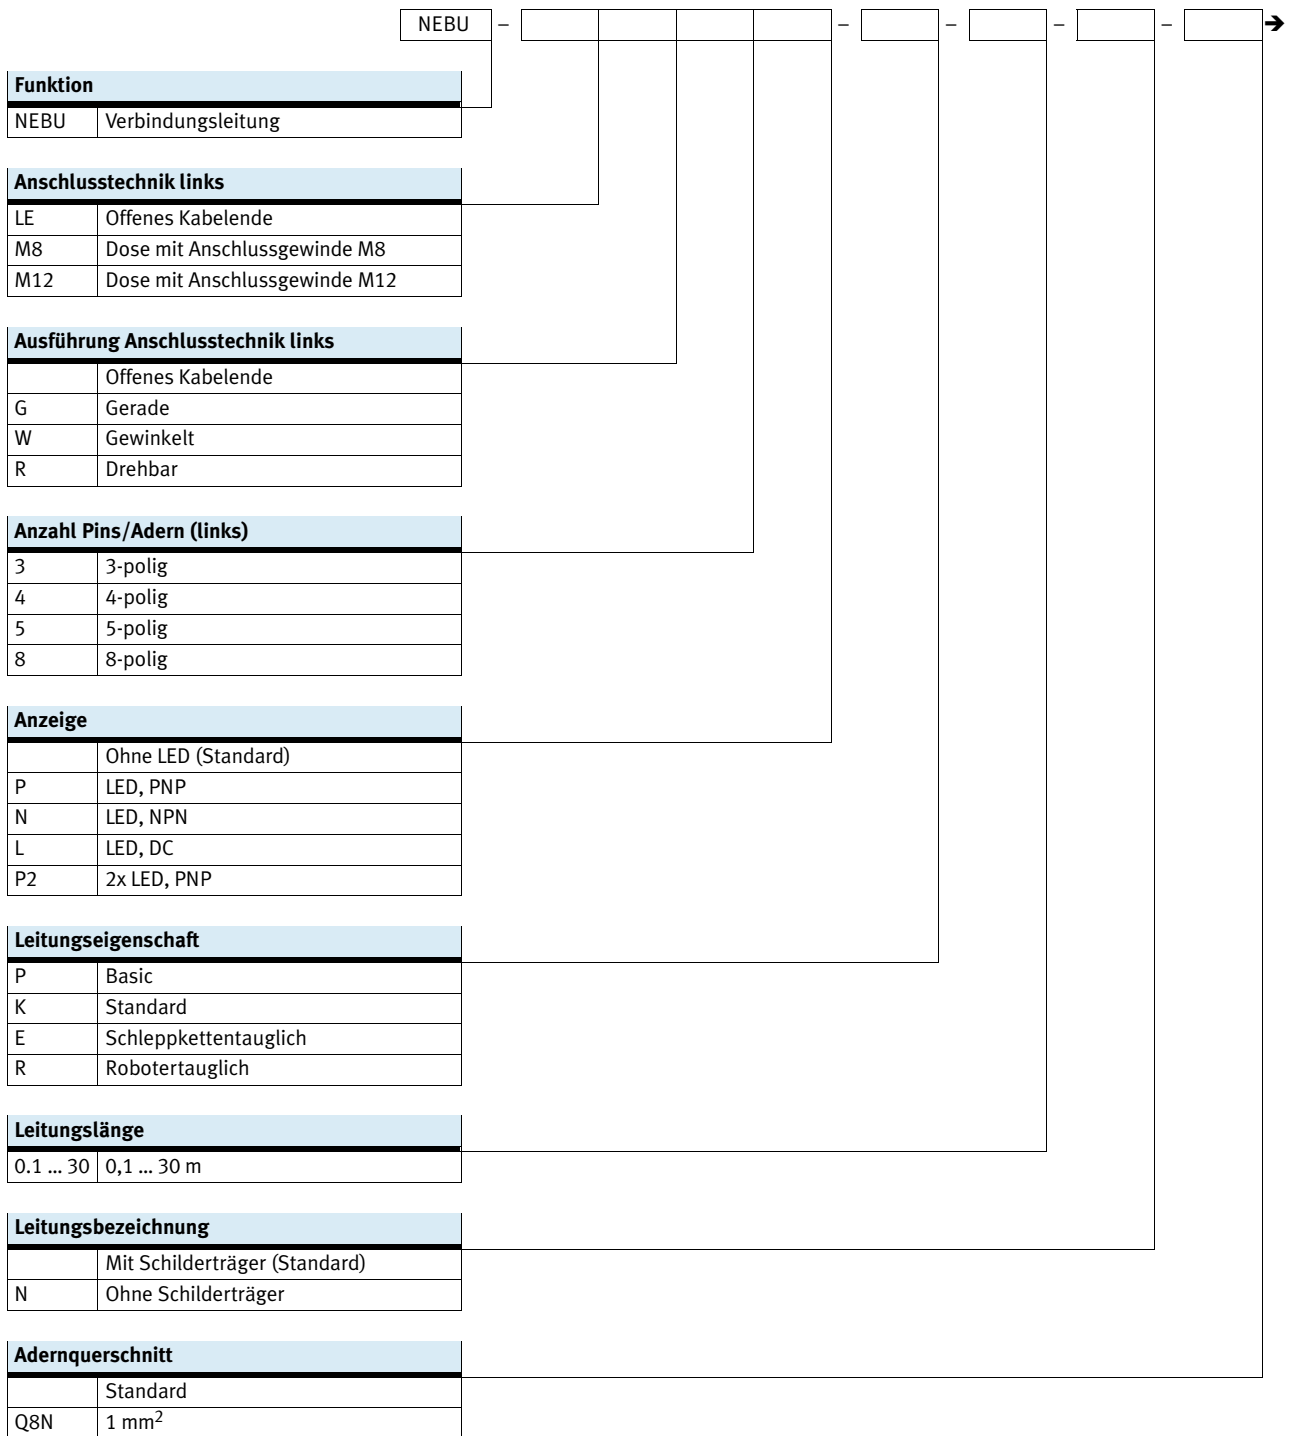 NEBU – – – – – ➔
Funktion
NEBU Verbindungsleitung
Anschlusstechnik links
LE Offenes Kabelende
M8 Dose mit Anschlussgewinde M8
M12 Dose mit Anschlussgewinde M12
Ausführung Anschlusstechnik links
Offenes Kabelende
G Gerade
W Gewinkelt
R Drehbar
Anzahl Pins/Adern (links)
3 3-polig
4 4-polig
5 5-polig
8 8-polig
Anzeige
Ohne LED (Standard)
P LED, PNP
N LED, NPN
L LED, DC
P2 2x LED, PNP
Leitungseigenschaft
P Basic
K Standard
E Schleppkettentauglich
R Robotertauglich
Leitungslänge
0.1 ... 30 0,1 ... 30 m
Leitungsbezeichnung
Mit Schilderträger (Standard)
N Ohne Schilderträger
Adernquerschnitt
Standard
Q8N 1 mm²